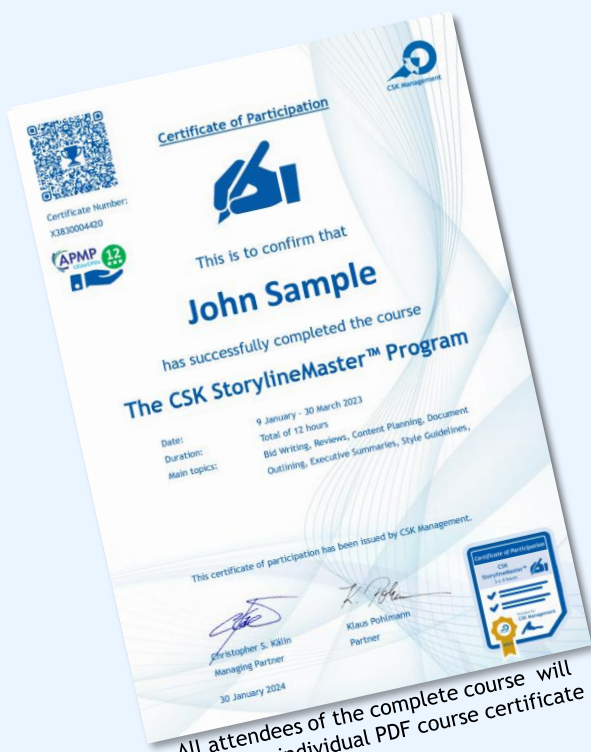 CSK Management
Certificate of Participation
Certificate Number:
X3830004420
APMP
12
This is to confirm that
John Sample
has successfully completed the course
The CSK StorylineMaster™ Program
Date: 9 January - 30 March 2023
Duration: Total of 12 hours
Main topics: Bid Writing, Reviews, Content Planning, Document
Outlining, Executive Summaries, Style Guidelines,
This certificate of participation has been issued by CSK Management.
Christopher S. Kälin
Managing Partner
Klaus Pohlmann
Partner
30 January 2024
Certificate of Participation
CSK
StorylineMaster™
CSK Management
All attendees of the complete course will
individual PDF course certificate